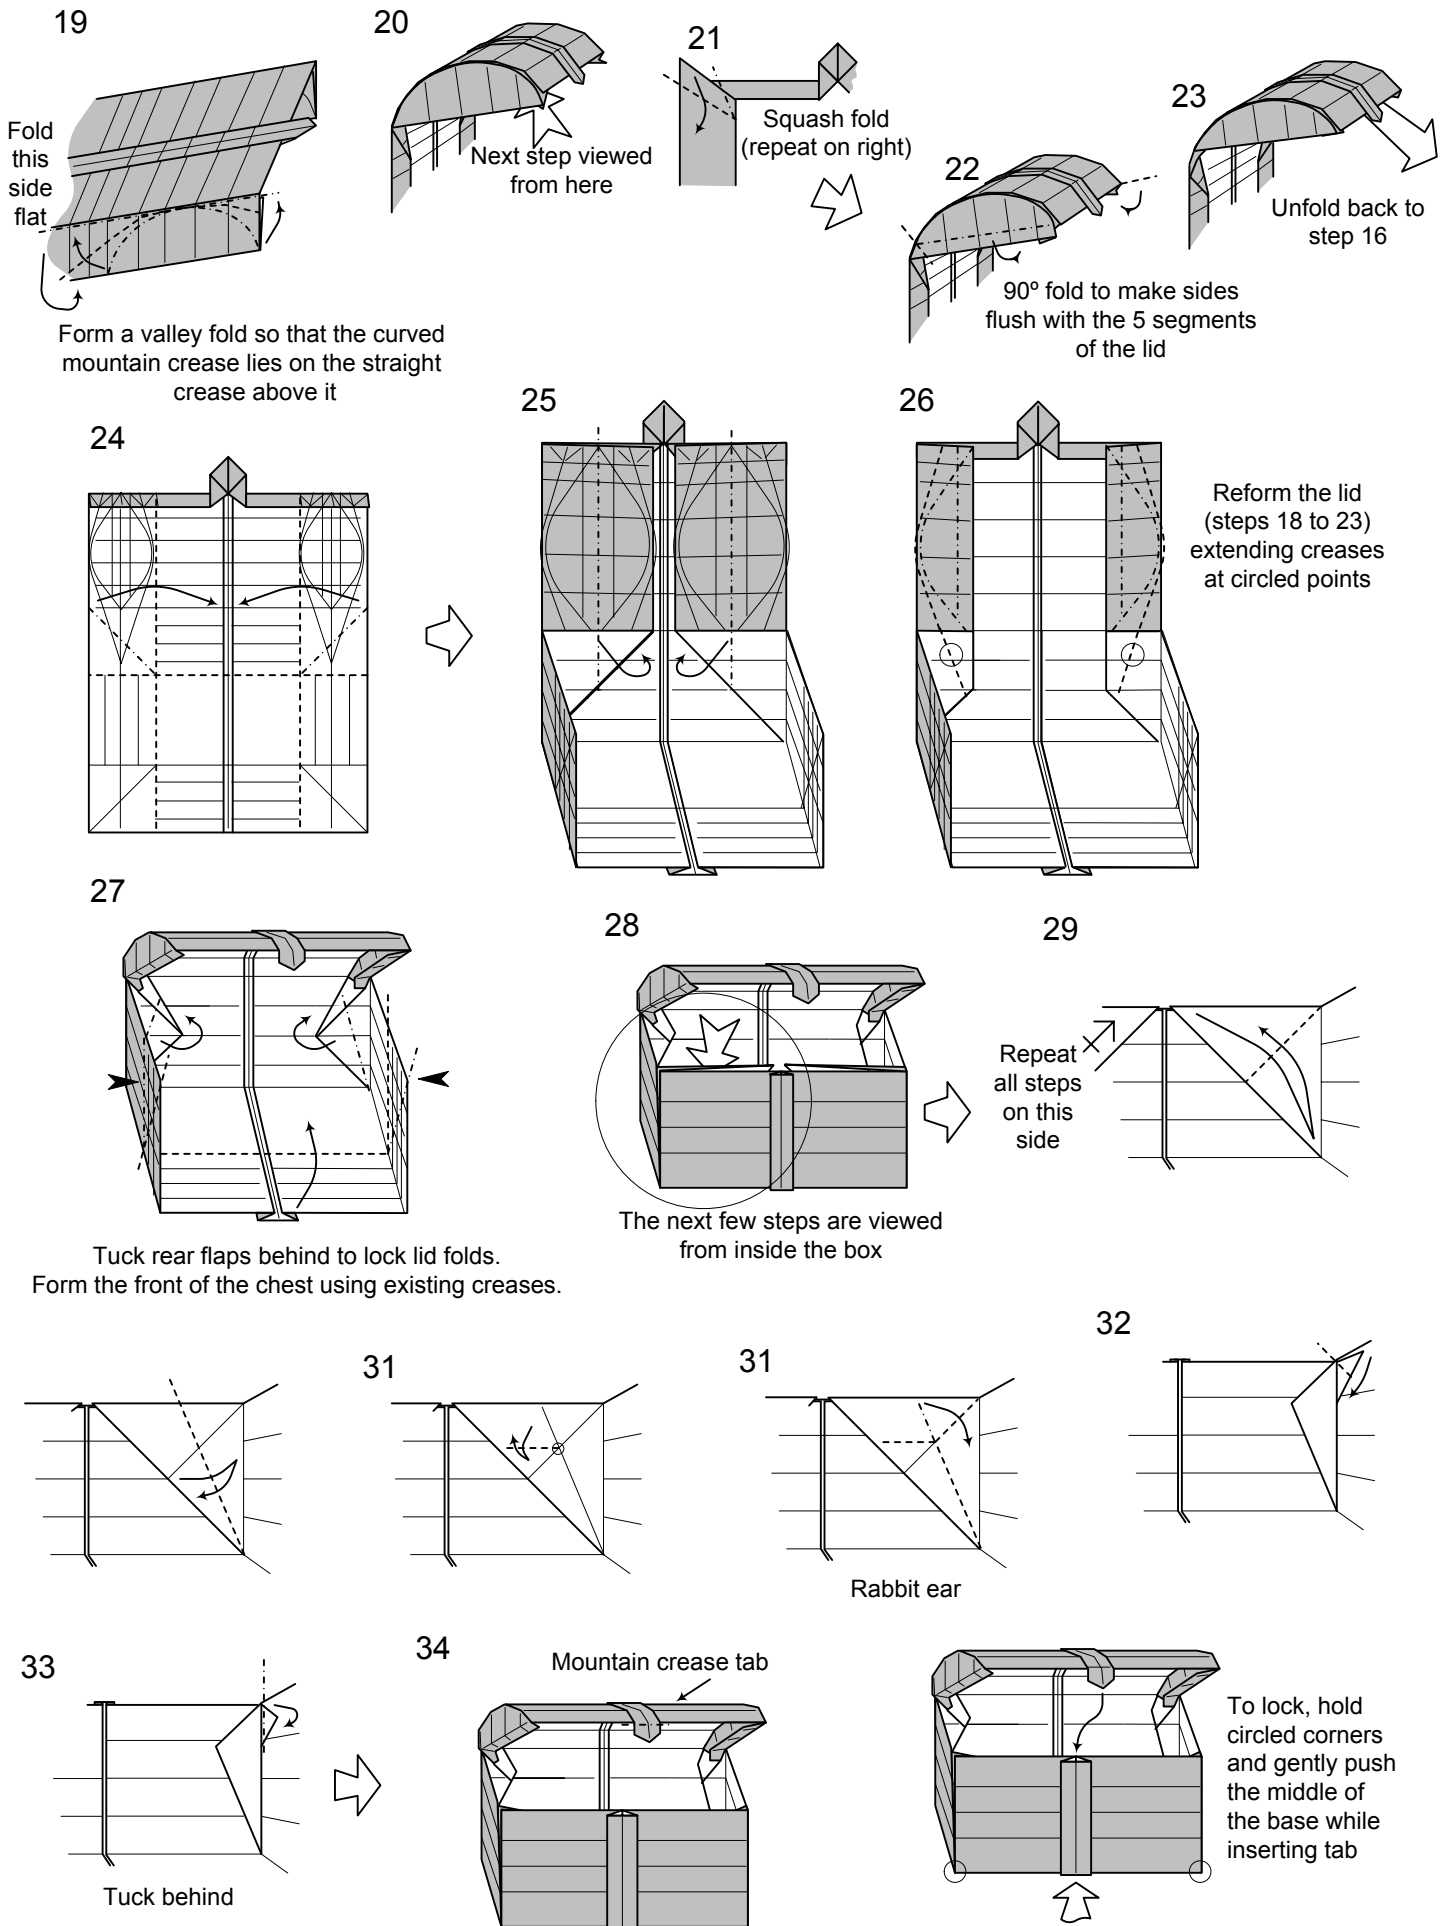 19
Fold
this
side
flat
Form a valley fold so that the curved
mountain crease lies on the straight
crease above it
20
Next step viewed
from here
21
Squash fold
(repeat on right)
22
90º fold to make sides
flush with the 5 segments
of the lid
23
Unfold back to
step 16
24
25
26
Reform the lid
(steps 18 to 23)
extending creases
at circled points
27
Tuck rear flaps behind to lock lid folds.
Form the front of the chest using existing creases.
28
The next few steps are viewed
from inside the box
29
Repeat
all steps
on this
side
31
31
Rabbit ear
32
33
Tuck behind
34
Mountain crease tab
To lock, hold
circled corners
and gently push
the middle of
the base while
inserting tab